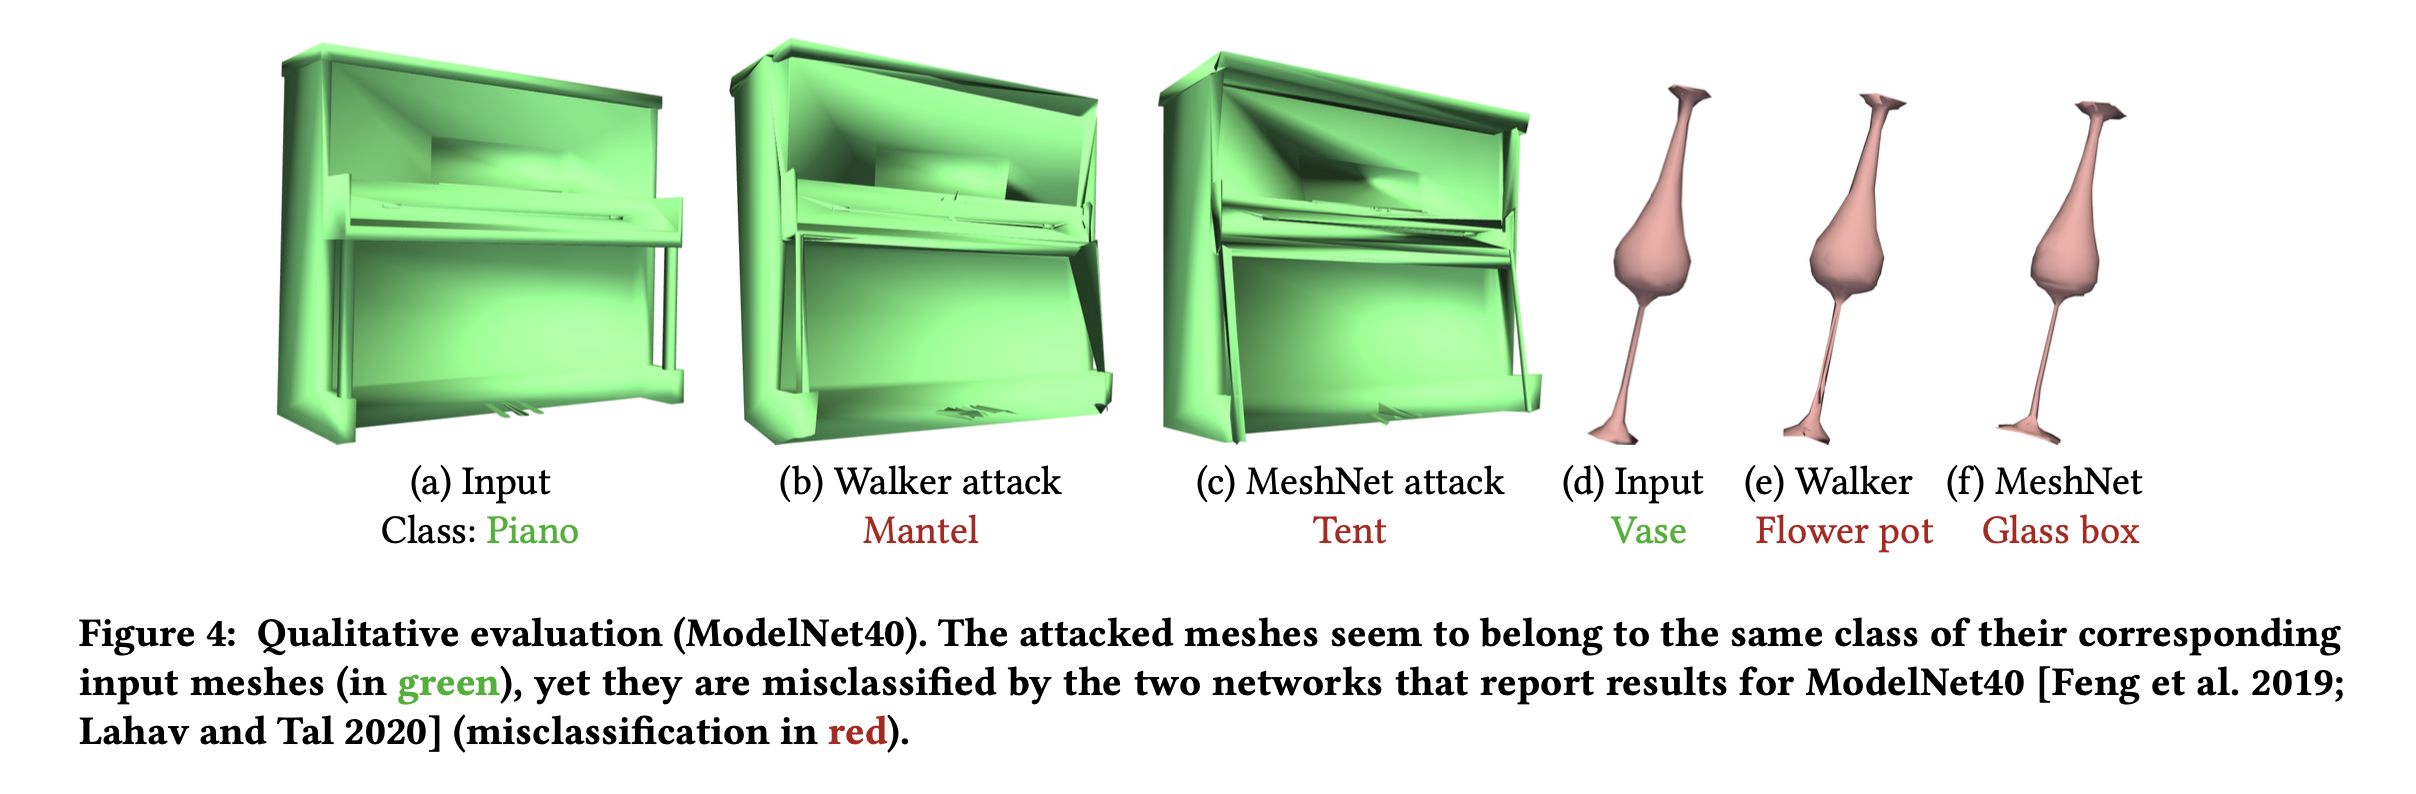 (a) Input
Class: Piano
(b) Walker attack
Mantel
(c) MeshNet attack
Tent
(d) Input
Vase
(e) Walker
Flower pot
(f) MeshNet
Glass box
Figure 4: Qualitative evaluation (ModelNet40). The attacked meshes seem to belong to the same class of their corresponding
input meshes (in green), yet they are misclassified by the two networks that report results for ModelNet40 [Feng et al. 2019;
Lahav and Tal 2020] (misclassification in red).